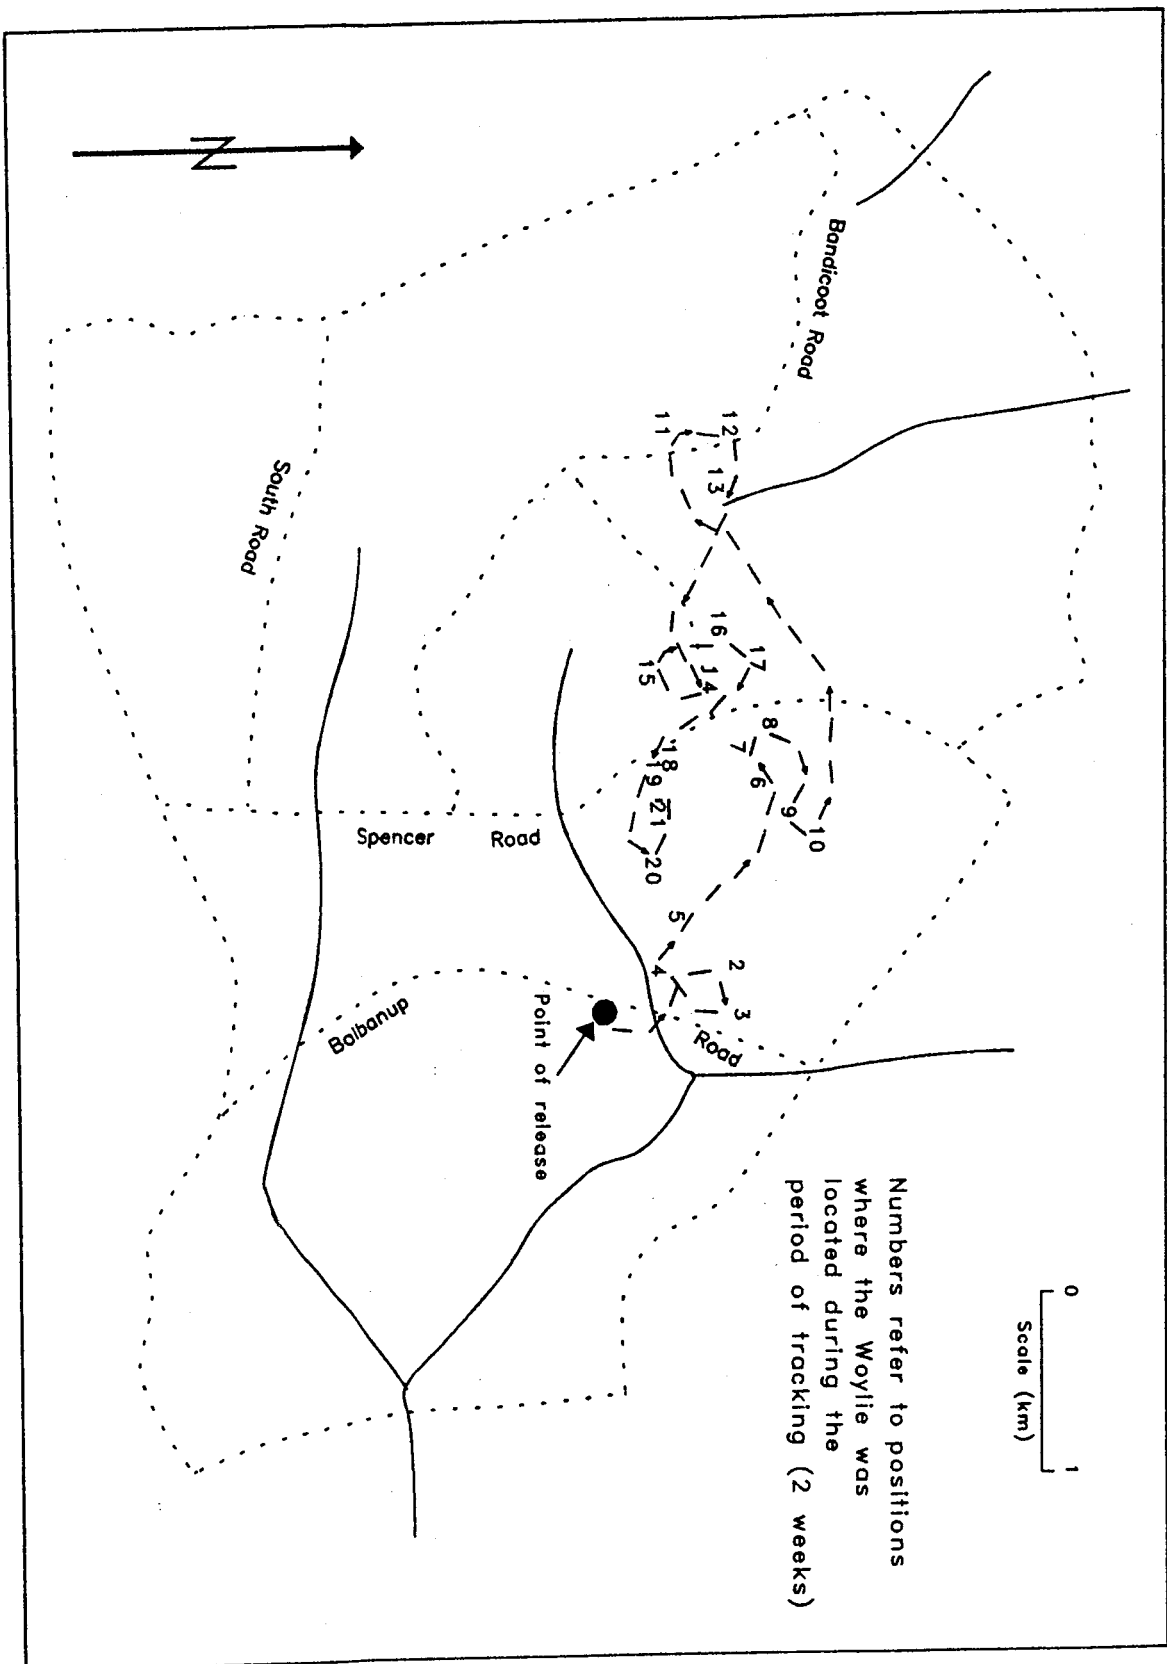 N
Bandicoot Road
South Road
Spencer Road
Balbanup Road
Point of release
11
12
13
16
17
14
15
18
19
21
20
8
7
6
9
10
5
4
2
3
Numbers refer to positions
where the Woylie was
located during the
period of tracking (2 weeks)
0 1
Scale (km)